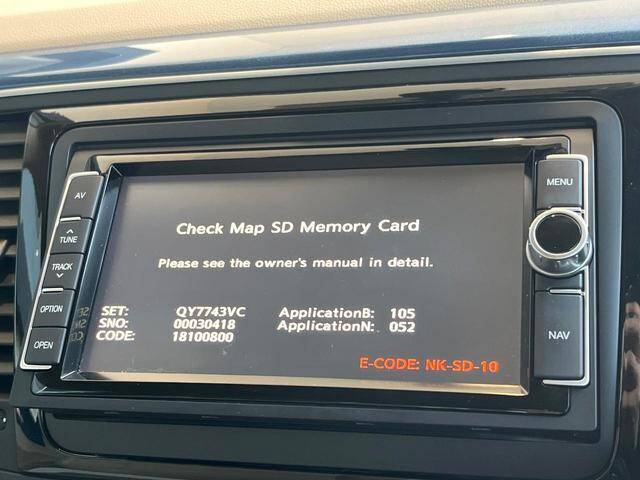 Check Map SD Memory Card
Please see the owner's manual in detail.
SET: QY7743VC ApplicationB: 105
SNO: 00030418 ApplicationN: 052
CODE: 18100800
E-CODE: NK-SD-10
AV
TUNE
TRACK
OPTION
OPEN
MENU
NAV